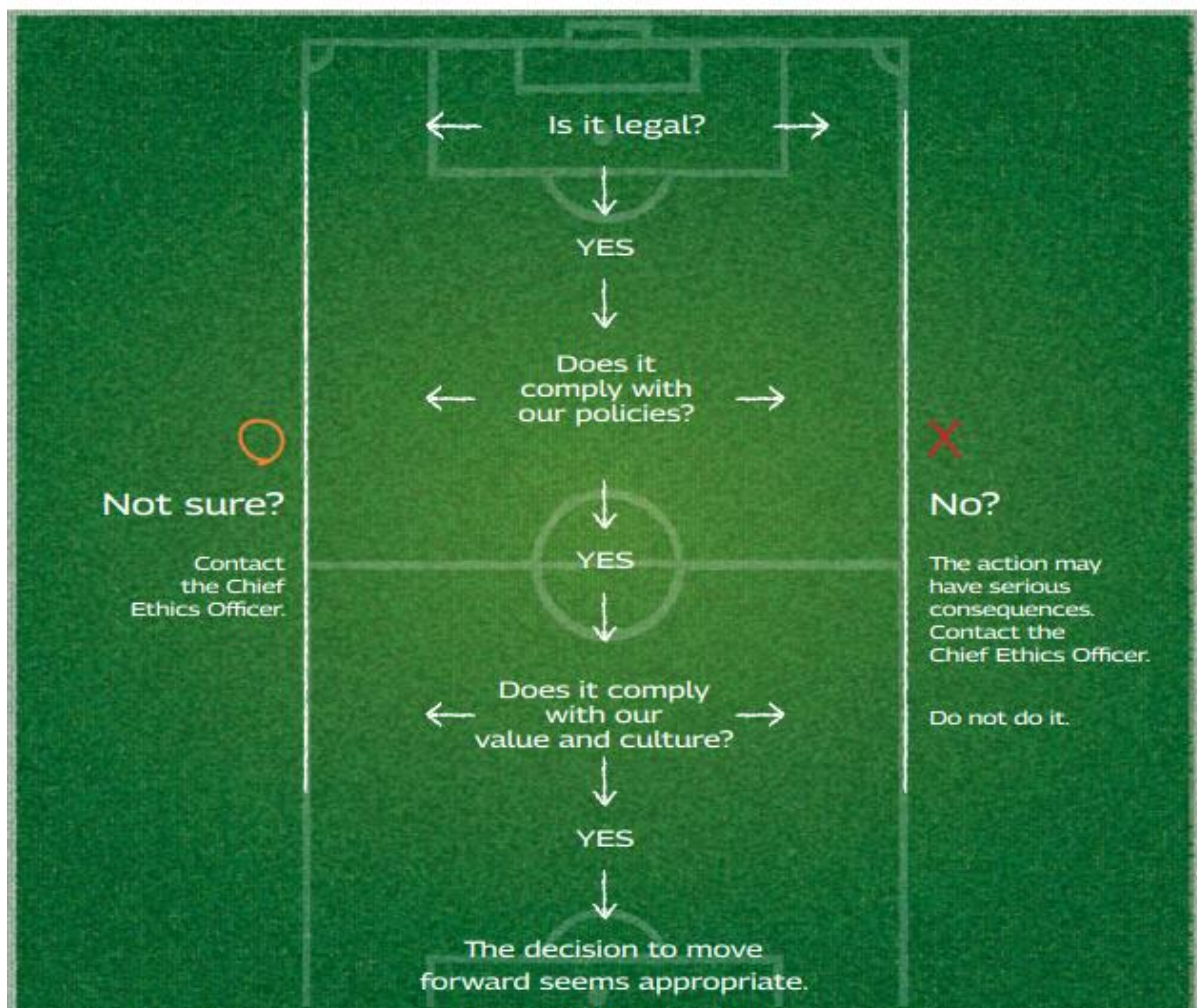 Is it legal?
YES
Does it
comply with
our policies?
Not sure?
Contact
the Chief
Ethics Officer.
No?
The action may
have serious
consequences.
Contact the
Chief Ethics Officer.
Do not do it.
YES
Does it comply
with our
value and culture?
YES
The decision to move
forward seems appropriate.